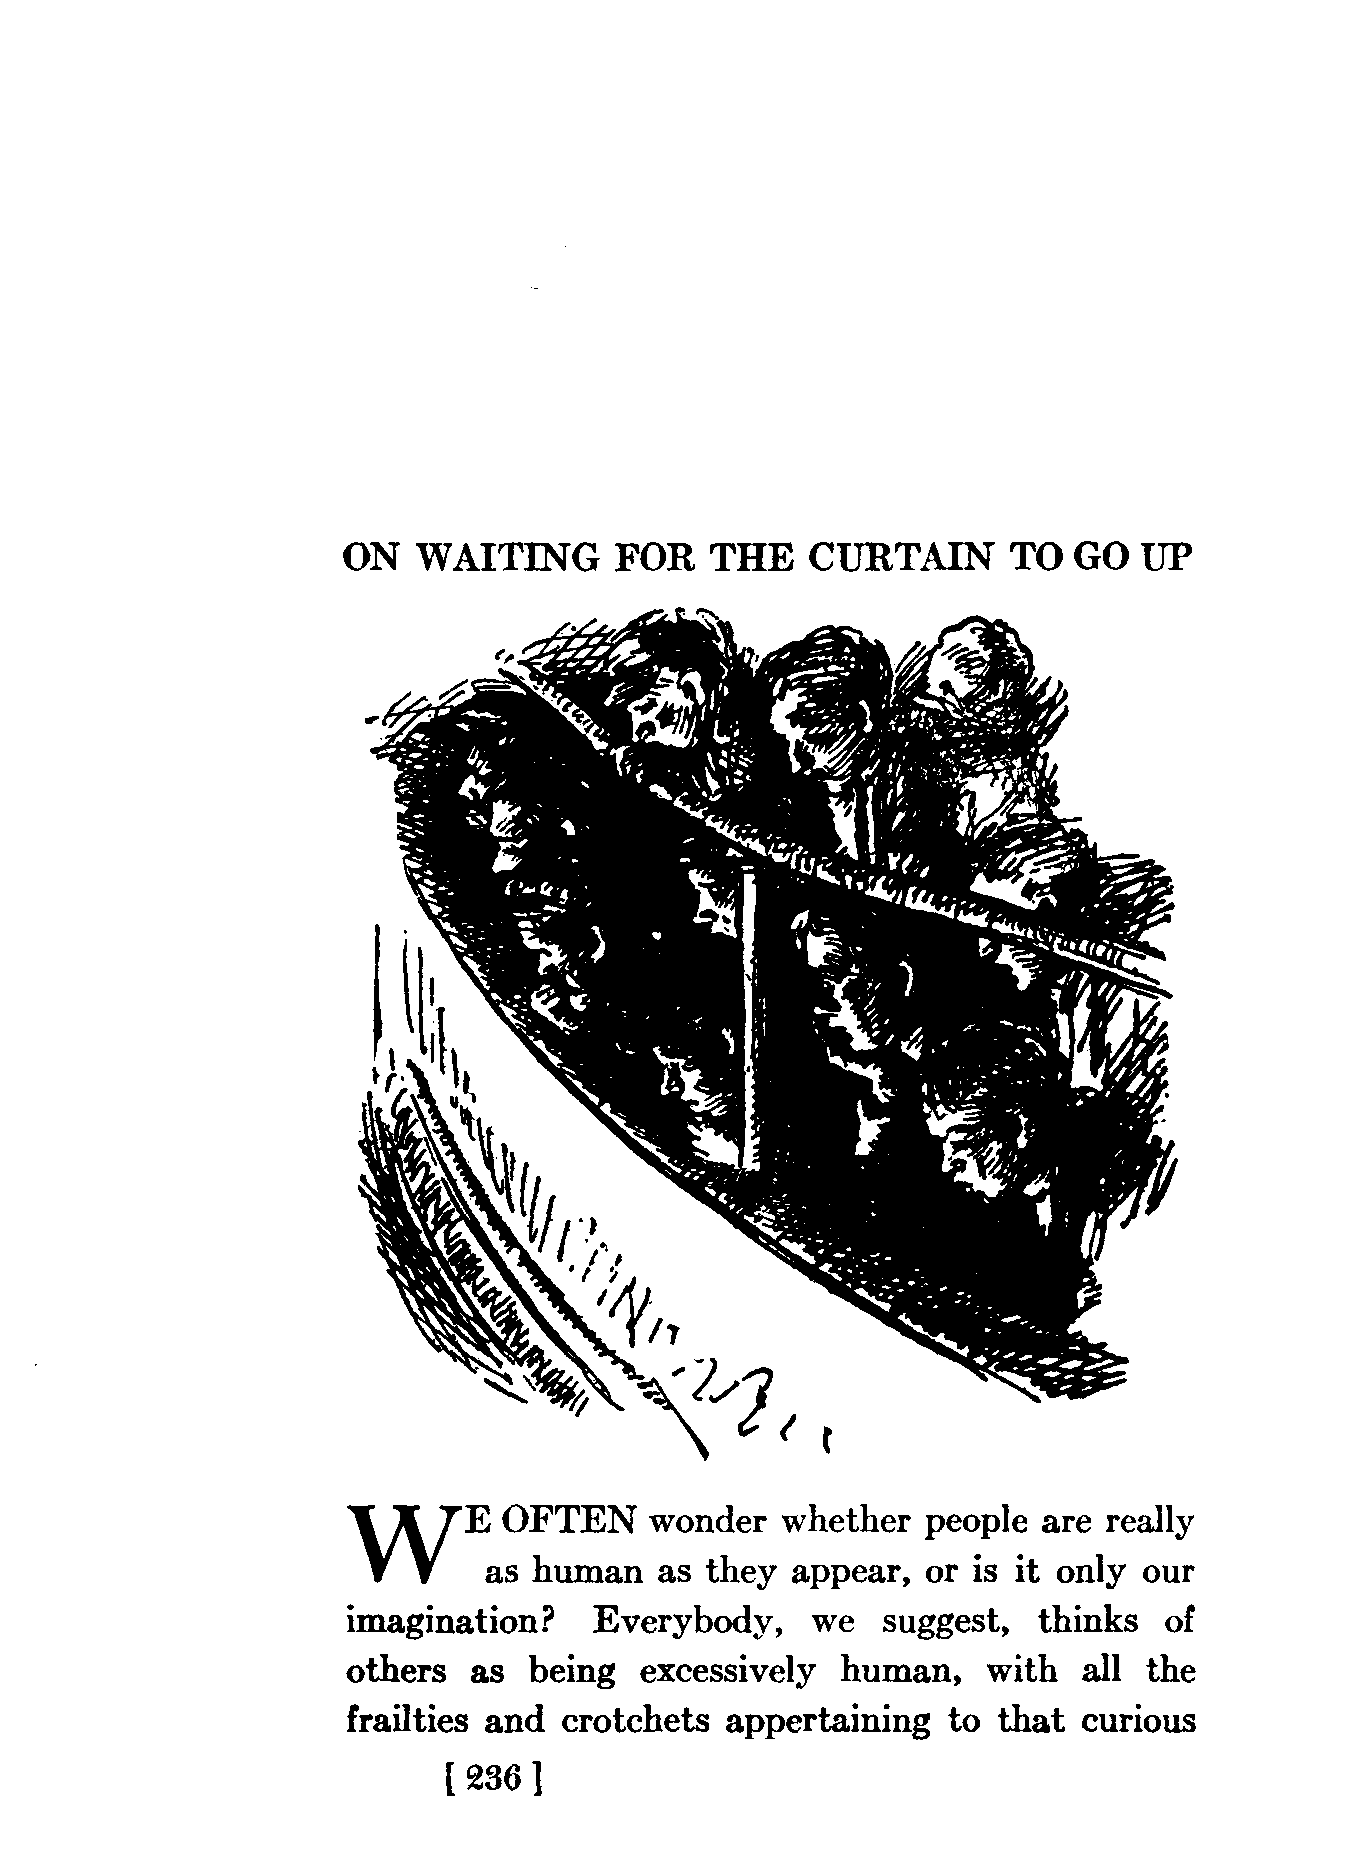 ON WAITING FOR THE CURTAIN TO GO UP
WE OFTEN wonder whether people are really
as human as they appear, or is it only our
imagination? Everybody, we suggest, thinks of
others as being excessively human, with all the
frailties and crotchets appertaining to that curious
[ 236 ]